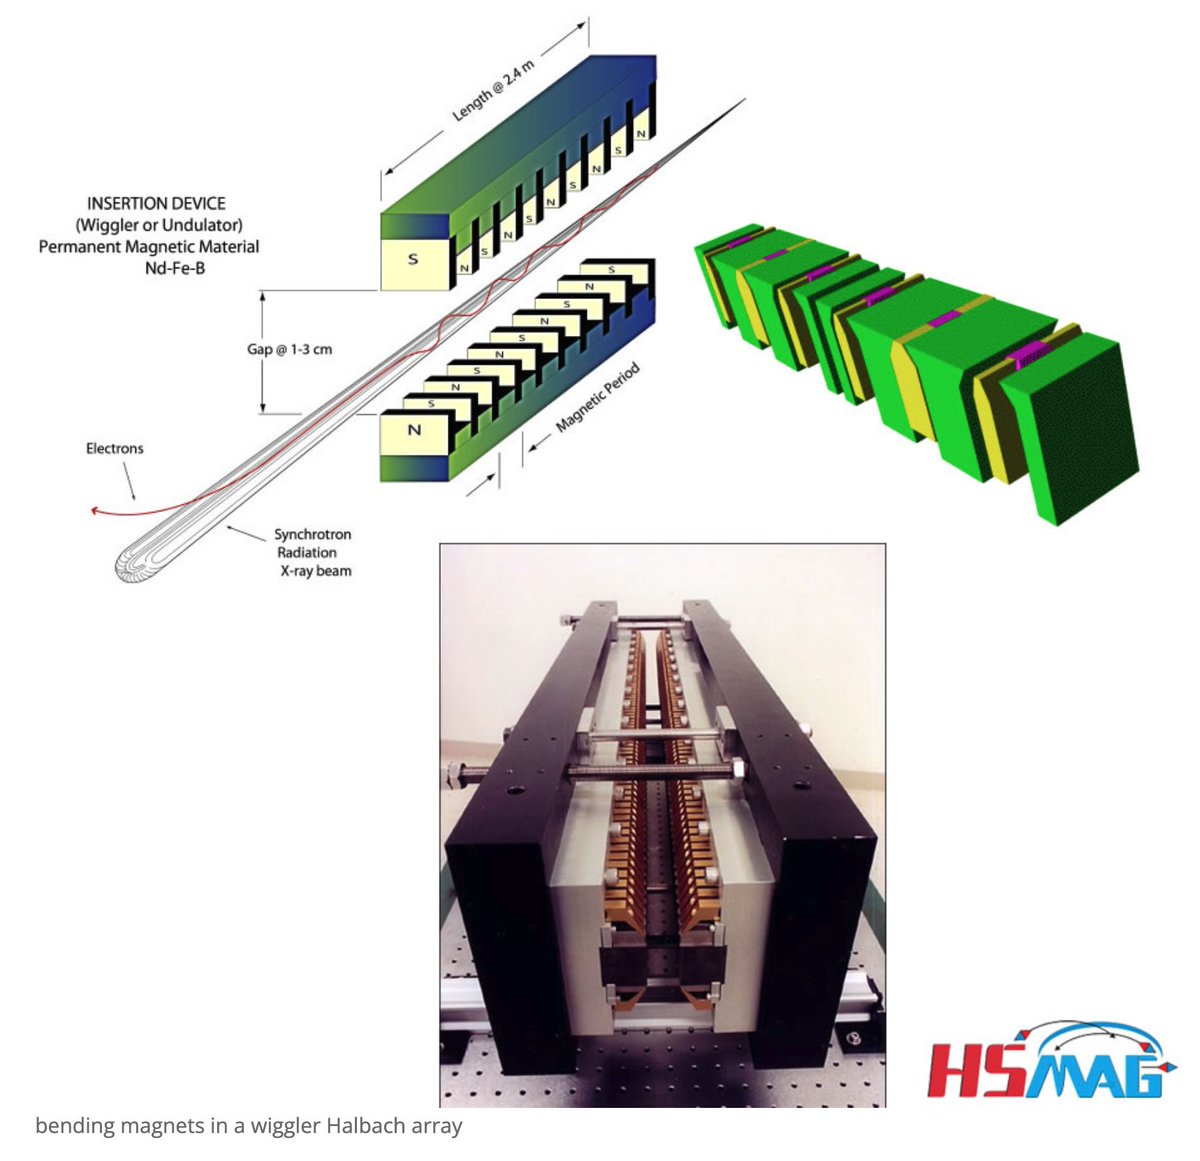 Length @ 2.4 m
INSERTION DEVICE
(Wiggler or Undulator)
Permanent Magnetic Material
Nd-Fe-B
S
N
S
N
S
N
S
N
S
N
Gap @ 1-3 cm
S
N
S
N
S
N
S
N
S
N
Magnetic Period
Electrons
Synchrotron
Radiation
X-ray beam
HSMAG
bending magnets in a wiggler Halbach array